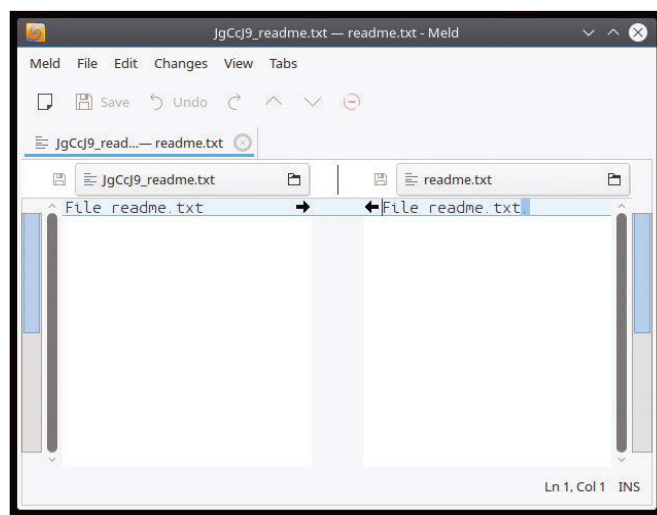 JgCcJ9_readme.txt — readme.txt - Meld
Meld File Edit Changes View Tabs
Save Undo
JgCcJ9_read...— readme.txt
JgCcJ9_readme.txt readme.txt
File readme.txt File readme.txt.
Ln 1, Col 1 INS